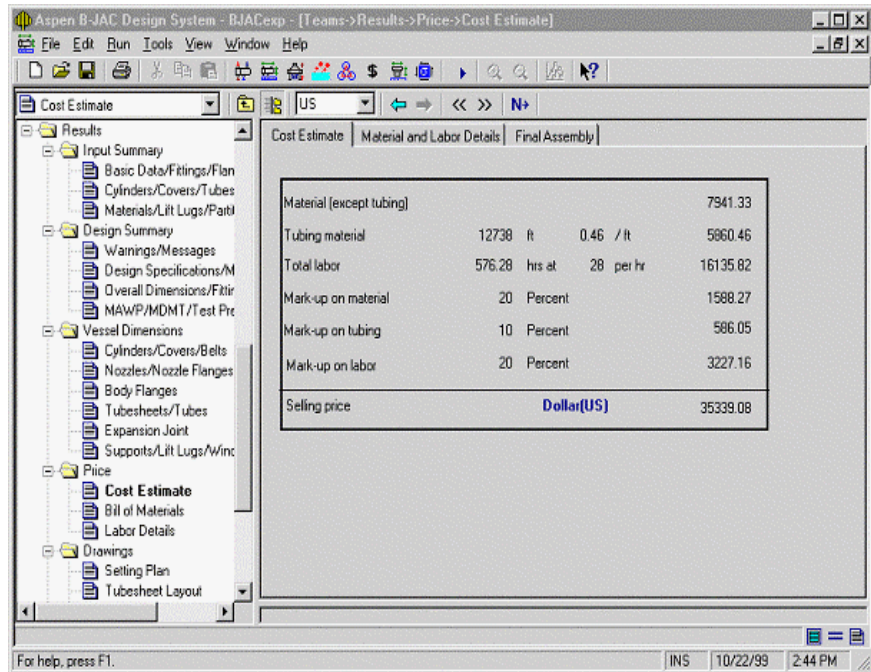 Aspen B-JAC Design System - BJACexp - [Teams->Results->Price->Cost Estimate]
File Edit Run Tools View Window Help
Cost Estimate US N
Results
Input Summary
Basic Data/Fittings/Flan
Cylinders/Covers/Tubes
Materials/Lift Lugs/Partit
Design Summary
Warnings/Messages
Design Specifications/M
Overall Dimensions/Fittir
MAWP/MDMT/Test Pre
Vessel Dimensions
Cylinders/Covers/Belts
Nozzles/Nozzle Flanges
Body Flanges
Tubesheets/Tubes
Expansion Joint
Supports/Lift Lugs/Winc
Price
Cost Estimate
Bill of Materials
Labor Details
Drawings
Setting Plan
Tubesheet Layout
Cost Estimate Material and Labor Details Final Assembly
Material (except tubing) 7941.33
Tubing material 12738 ft 0.46 / ft 5860.46
Total labor 576.28 hrs at 28 per hr 16135.82
Mark-up on material 20 Percent 1588.27
Mark-up on tubing 10 Percent 586.05
Mark-up on labor 20 Percent 3227.16
Selling price Dollar(US) 35339.08
For help, press F1. INS 10/22/99 2:44 PM